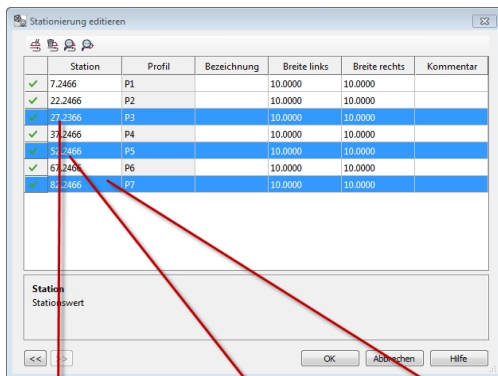 Stationierung editieren
Station Profil Bezeichnung Breite links Breite rechts Kommentar
7.2466 P1 10.0000 10.0000
22.2466 P2 10.0000 10.0000
27.2366 P3 10.0000 10.0000
37.2466 P4 10.0000 10.0000
52.2466 P5 10.0000 10.0000
67.2466 P6 10.0000 10.0000
82.2466 P7 10.0000 10.0000
Station
Stationswert
<< >> OK Abbrechen Hilfe